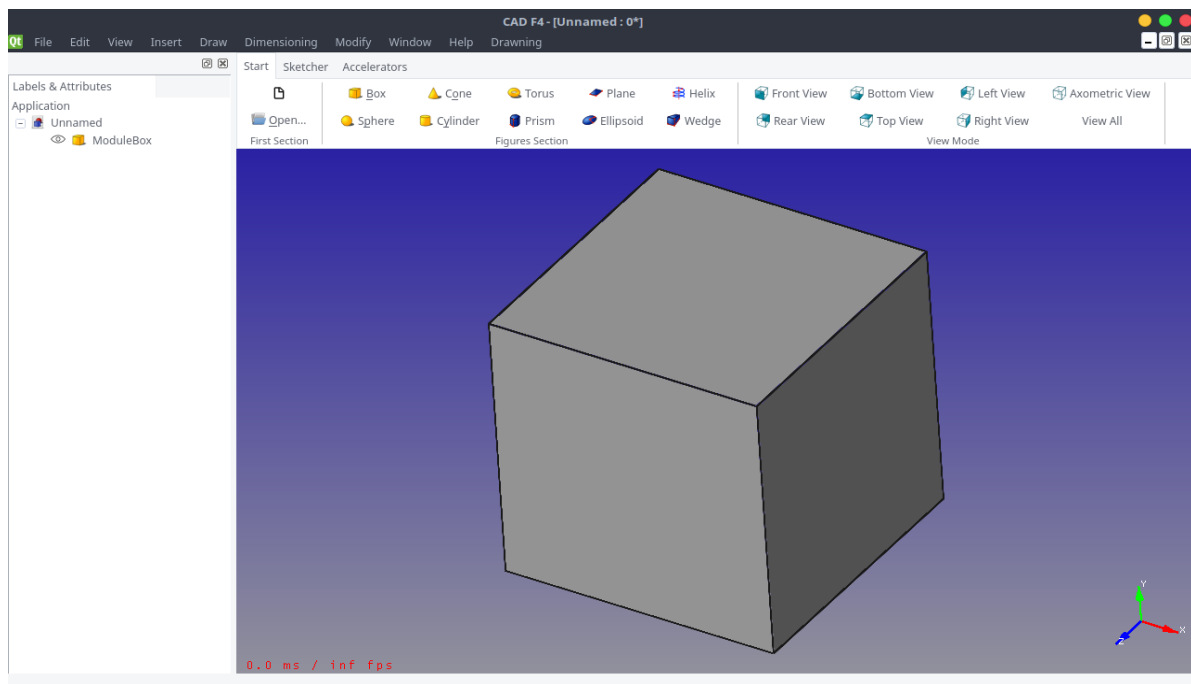 CAD F4 - [Unnamed : 0*]
Qt File Edit View Insert Draw Dimensioning Modify Window Help Drawning
Start Sketcher Accelerators
Labels & Attributes
Application
Unnamed
ModuleBox
Box Cone Torus Plane Helix Front View Bottom View Left View Axometric View
Open... Sphere Cylinder Prism Ellipsoid Wedge Rear View Top View Right View View All
First Section Figures Section View Mode
Y
X
Z
0.0 ms / inf fps